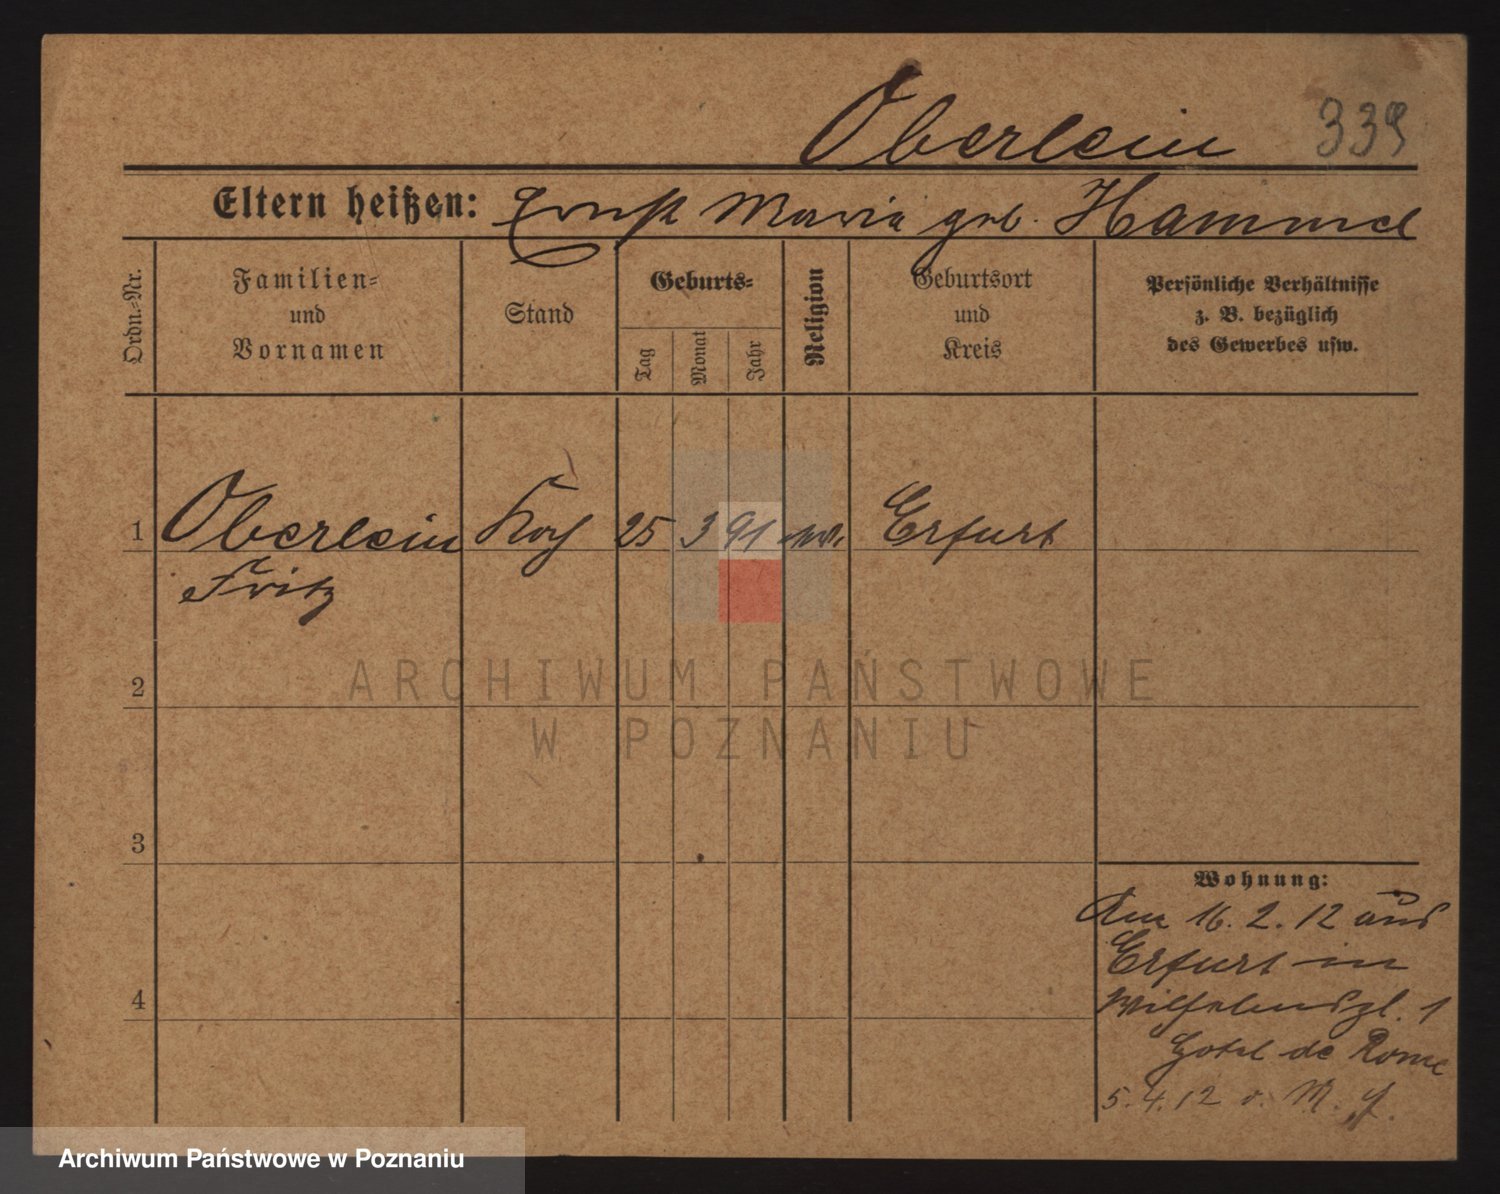 Oberlein 339
Eltern heißen: Ernst Maria geb. Hammel
Ordn.=Nr.
Familien=
und
Vornamen
Stand
Geburts=
Tag
Monat
Jahr
Religion
Geburtsort
und
Kreis
Persönliche Verhältnisse
z. B. bezüglich
des Gewerbes usw.
1 Oberlein Koch 25 3 91 ev. Erfurt
Fritz
2
3
4
Wohnung:
Am 16. 2. 12 aus
Erfurt in
Wilhelmspl. 1
Hotel de Rome
5. 4. 12 v. M.
ARCHIWUM PAŃSTWOWE
W POZNANIU
Archiwum Państwowe w Poznaniu